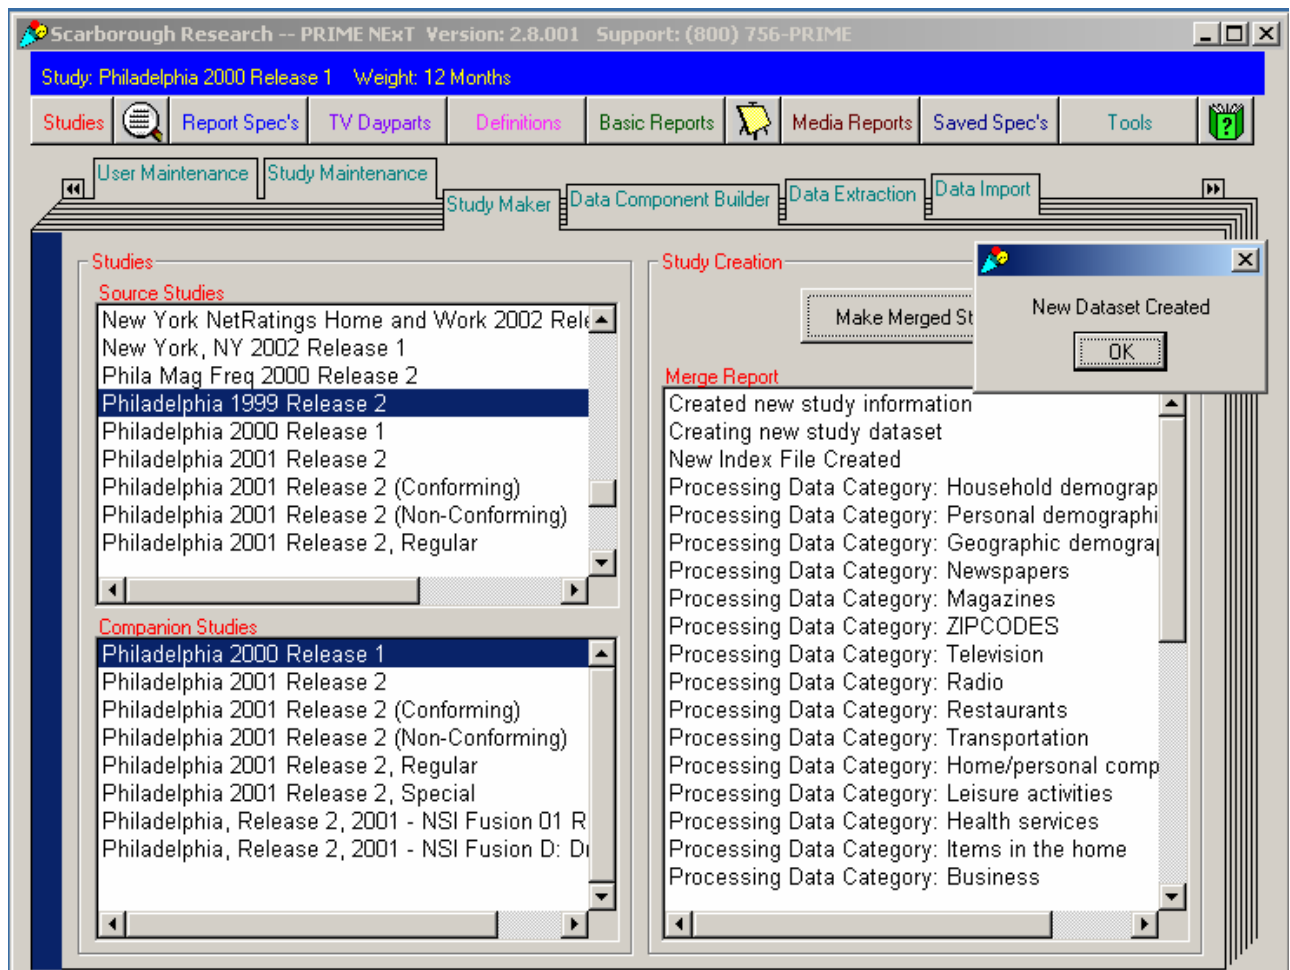 Scarborough Research -- PRIME NExT Version: 2.8.001 Support: (800) 756-PRIME
Study: Philadelphia 2000 Release 1 Weight: 12 Months
Studies Report Spec's TV Dayparts Definitions Basic Reports Media Reports Saved Spec's Tools
User Maintenance Study Maintenance
Study Maker Data Component Builder Data Extraction Data Import
Studies
Source Studies
New York NetRatings Home and Work 2002 Rele
New York, NY 2002 Release 1
Phila Mag Freq 2000 Release 2
Philadelphia 1999 Release 2
Philadelphia 2000 Release 1
Philadelphia 2001 Release 2
Philadelphia 2001 Release 2 (Conforming)
Philadelphia 2001 Release 2 (Non-Conforming)
Philadelphia 2001 Release 2, Regular
Companion Studies
Philadelphia 2000 Release 1
Philadelphia 2001 Release 2
Philadelphia 2001 Release 2 (Conforming)
Philadelphia 2001 Release 2 (Non-Conforming)
Philadelphia 2001 Release 2, Regular
Philadelphia 2001 Release 2, Special
Philadelphia, Release 2, 2001 - NSI Fusion 01 R
Philadelphia, Release 2, 2001 - NSI Fusion D: Di
Study Creation
Make Merged St
New Dataset Created
OK
Merge Report
Created new study information
Creating new study dataset
New Index File Created
Processing Data Category: Household demograp
Processing Data Category: Personal demographi
Processing Data Category: Geographic demogra
Processing Data Category: Newspapers
Processing Data Category: Magazines
Processing Data Category: ZIPCODES
Processing Data Category: Television
Processing Data Category: Radio
Processing Data Category: Restaurants
Processing Data Category: Transportation
Processing Data Category: Home/personal comp
Processing Data Category: Leisure activities
Processing Data Category: Health services
Processing Data Category: Items in the home
Processing Data Category: Business